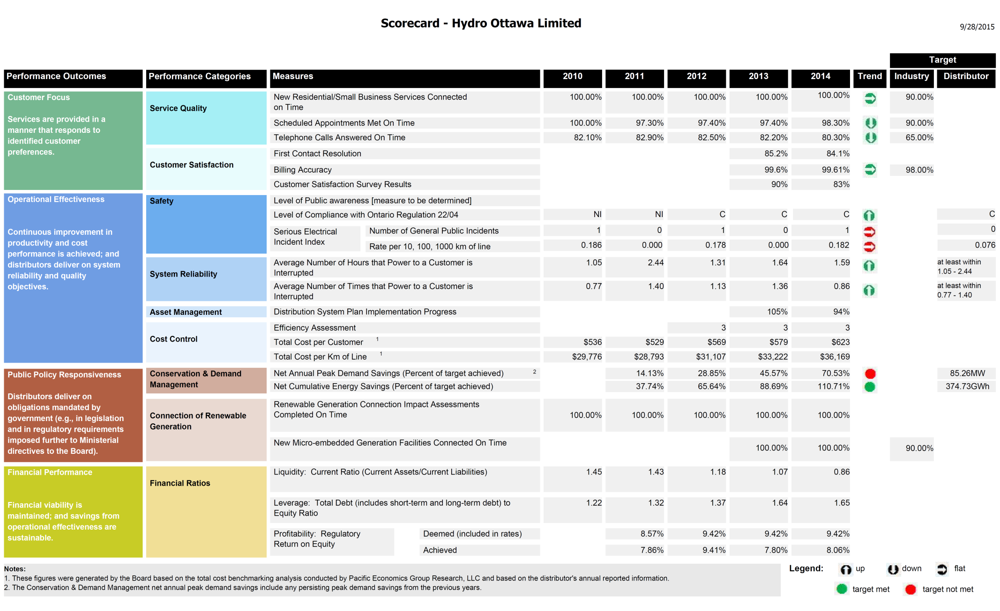 Scorecard - Hydro Ottawa Limited
9/28/2015
Target
Performance Outcomes Performance Categories Measures 2010 2011 2012 2013 2014 Trend Industry Distributor
Customer Focus
Services are provided in a
manner that responds to
identified customer
preferences.
Service Quality
New Residential/Small Business Services Connected
on Time
100.00% 100.00% 100.00% 100.00% 100.00% 90.00%
Scheduled Appointments Met On Time 100.00% 97.30% 97.40% 97.40% 98.30% 90.00%
Telephone Calls Answered On Time 82.10% 82.90% 82.50% 82.20% 80.30% 65.00%
Customer Satisfaction
First Contact Resolution 85.2% 84.1%
Billing Accuracy 99.6% 99.61% 98.00%
Customer Satisfaction Survey Results 90% 83%
Operational Effectiveness
Continuous improvement in
productivity and cost
performance is achieved; and
distributors deliver on system
reliability and quality
objectives.
Safety
Level of Public awareness [measure to be determined]
Level of Compliance with Ontario Regulation 22/04 NI NI C C C C
Serious Electrical
Incident Index
Number of General Public Incidents 1 0 1 0 1 0
Rate per 10, 100, 1000 km of line 0.186 0.000 0.178 0.000 0.182 0.076
System Reliability
Average Number of Hours that Power to a Customer is
Interrupted
1.05 2.44 1.31 1.64 1.59
at least within
1.05 - 2.44
Average Number of Times that Power to a Customer is
Interrupted
0.77 1.40 1.13 1.36 0.86
at least within
0.77 - 1.40
Asset Management
Distribution System Plan Implementation Progress 105% 94%
Cost Control
Efficiency Assessment 3 3 3
Total Cost per Customer 1 $536 $529 $569 $579 $623
Total Cost per Km of Line 1 $29,776 $28,793 $31,107 $33,222 $36,169
Public Policy Responsiveness
Distributors deliver on
obligations mandated by
government (e.g., in legislation
and in regulatory requirements
imposed further to Ministerial
directives to the Board).
Conservation & Demand
Management
Net Annual Peak Demand Savings (Percent of target achieved) 2 14.13% 28.85% 45.57% 70.53% 85.26MW
Net Cumulative Energy Savings (Percent of target achieved) 37.74% 65.64% 88.69% 110.71% 374.73GWh
Connection of Renewable
Generation
Renewable Generation Connection Impact Assessments
Completed On Time
100.00% 100.00% 100.00% 100.00% 100.00%
New Micro-embedded Generation Facilities Connected On Time 100.00% 100.00% 90.00%
Financial Performance
Financial viability is
maintained; and savings from
operational effectiveness are
sustainable.
Financial Ratios
Liquidity: Current Ratio (Current Assets/Current Liabilities) 1.45 1.43 1.18 1.07 0.86
Leverage: Total Debt (includes short-term and long-term debt) to
Equity Ratio
1.22 1.32 1.37 1.64 1.65
Profitability: Regulatory
Return on Equity
Deemed (included in rates) 8.57% 9.42% 9.42% 9.42%
Achieved 7.86% 9.41% 7.80% 8.06%
Notes:
1. These figures were generated by the Board based on the total cost benchmarking analysis conducted by Pacific Economics Group Research, LLC and based on the distributor's annual reported information.
2. The Conservation & Demand Management net annual peak demand savings include any persisting peak demand savings from the previous years.
Legend: up down flat
target met target not met